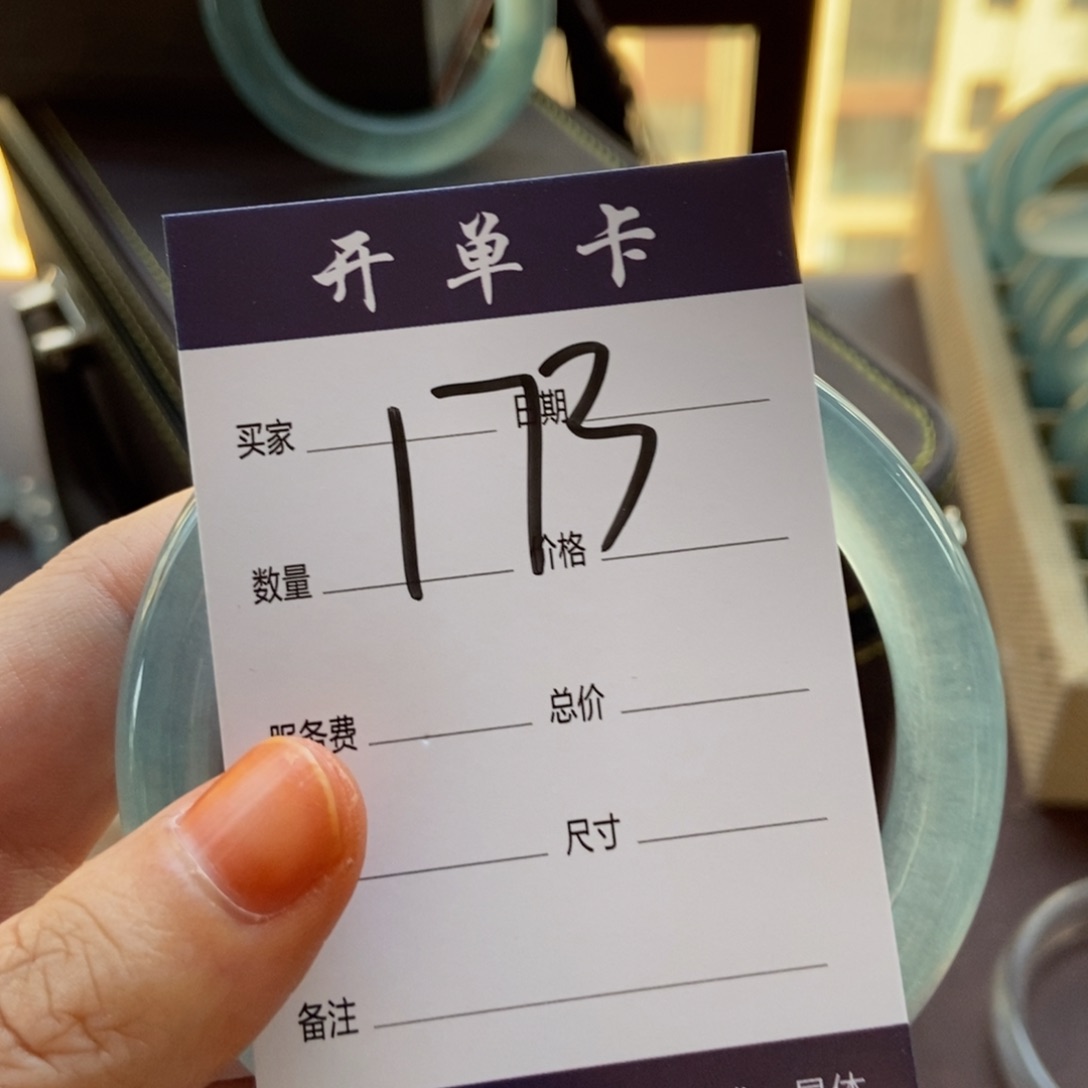 开单卡
173
买家 日期
数量 价格
服务费 总价
尺寸
备注